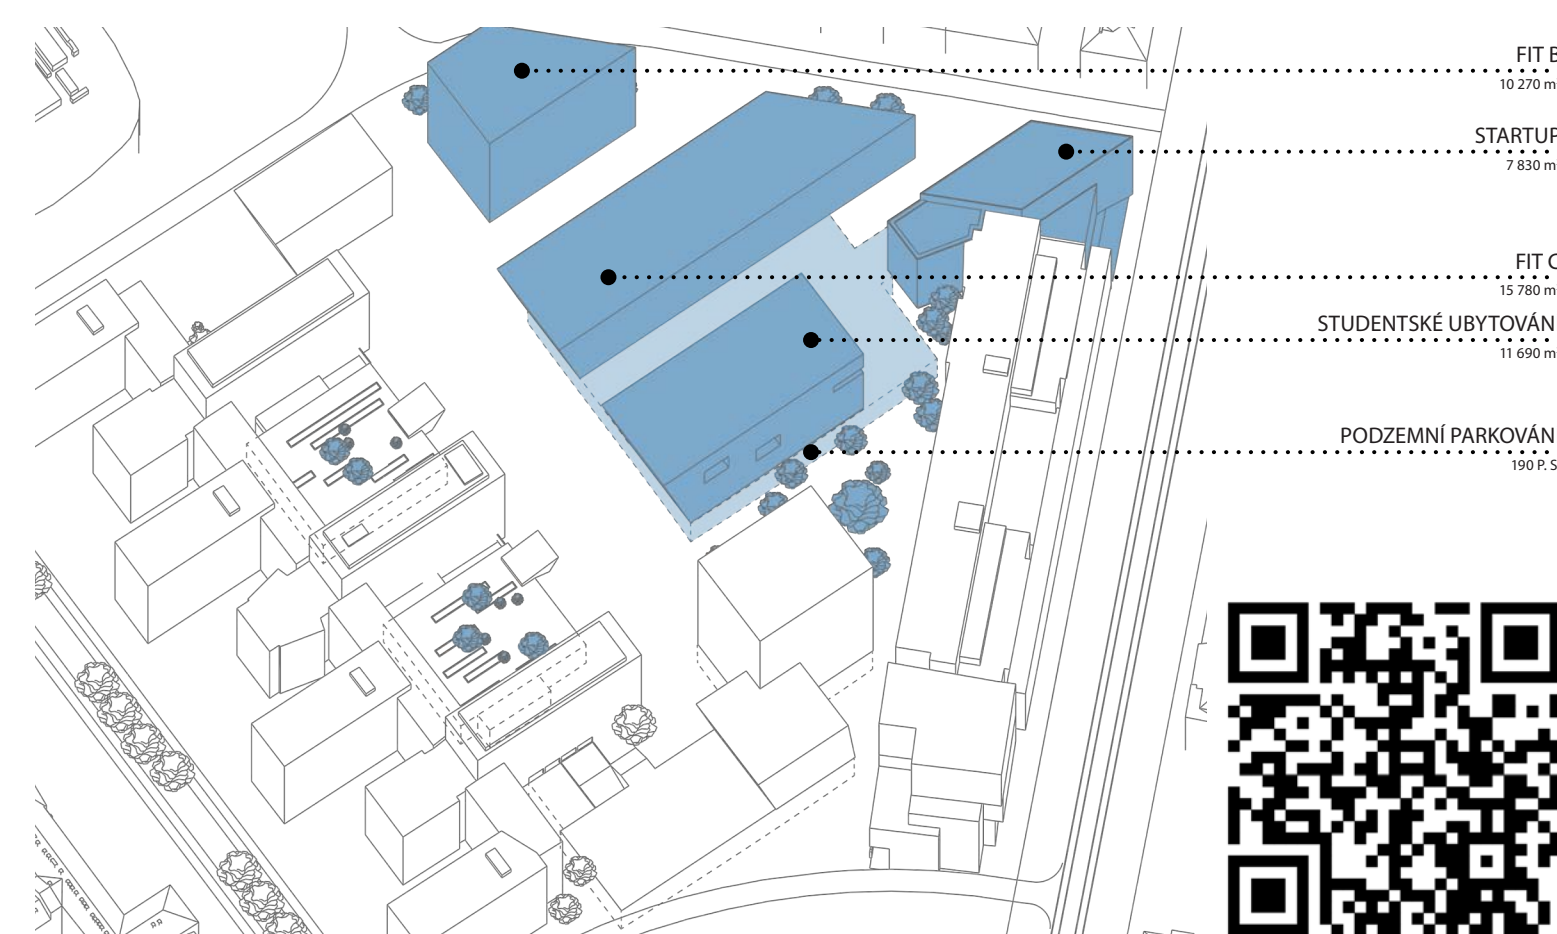 FIT B
10 270 m
STARTUP
7 830 m
FIT C
15 780 m
STUDENTSKÉ UBYTOVÁN
11 690 m
PODZEMNÍ PARKOVÁN
190 P. S